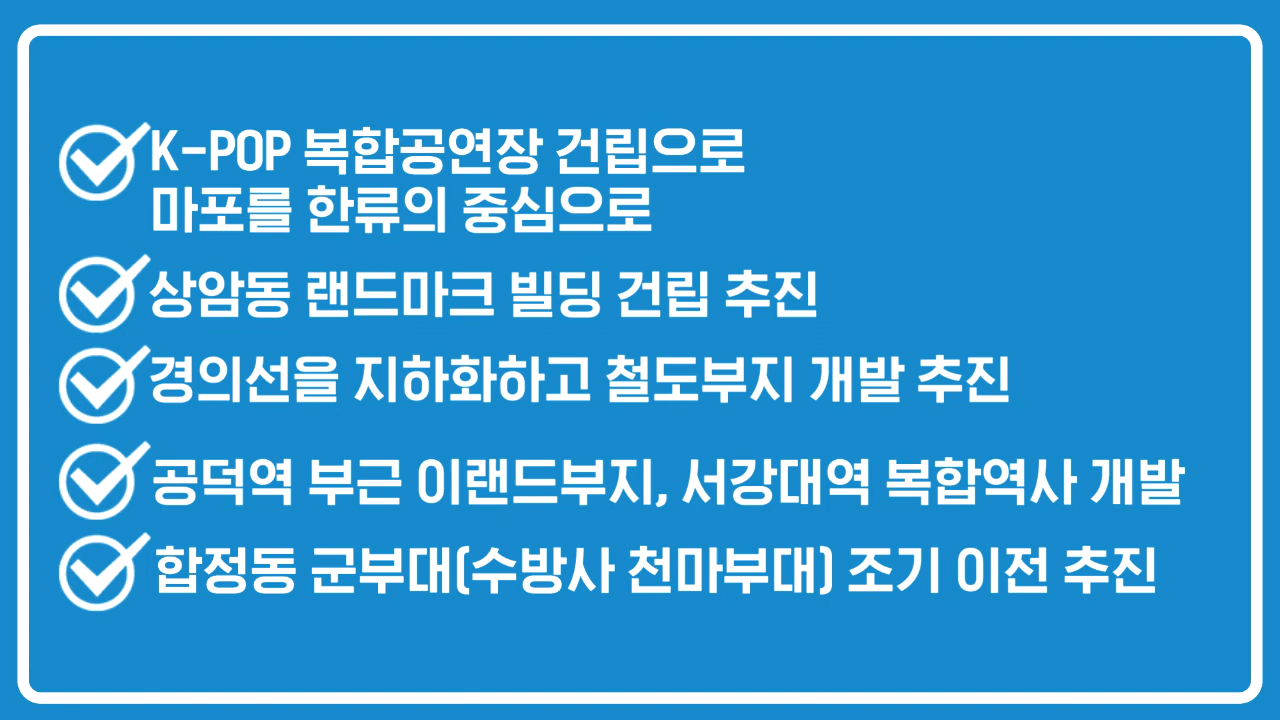 K-POP 복합공연장 건립으로
마포를 한류의 중심으로
상암동 랜드마크 빌딩 건립 추진
경의선을 지하화하고 철도부지 개발 추진
공덕역 부근 이랜드부지, 서강대역 복합역사 개발
합정동 군부대(수방사 천마부대) 조기 이전 추진